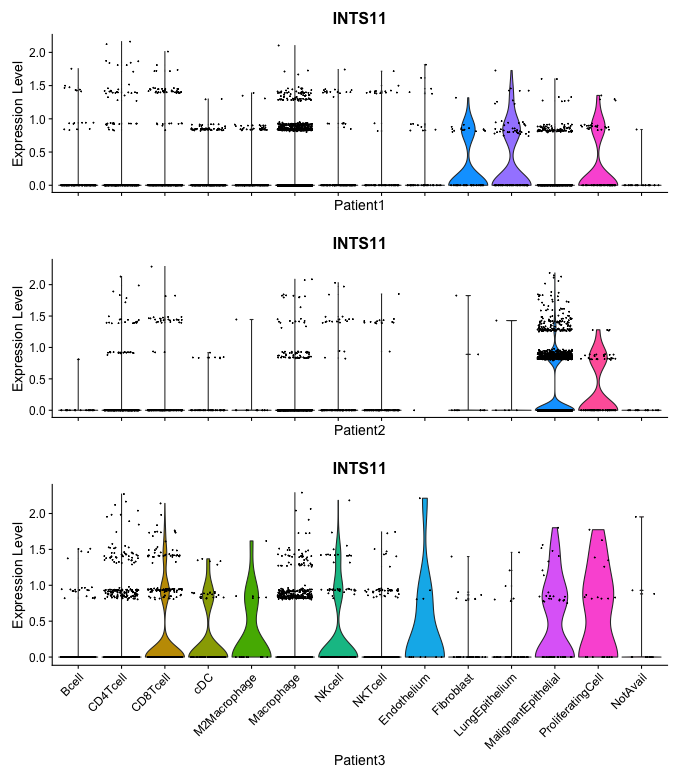 INTS11
Expression Level
2.0
1.5
1.0
0.5
0.0
Patient1
INTS11
Expression Level
2.0
1.5
1.0
0.5
0.0
Patient2
INTS11
Expression Level
2.0
1.5
1.0
0.5
0.0
Bcell
CD4Tcell
CD8Tcell
cDC
M2Macrophage
Macrophage
NKcell
NKTcell
Endothelium
Fibroblast
LungEpithelium
MalignantEpithelial
ProliferatingCell
NotAvail
Patient3